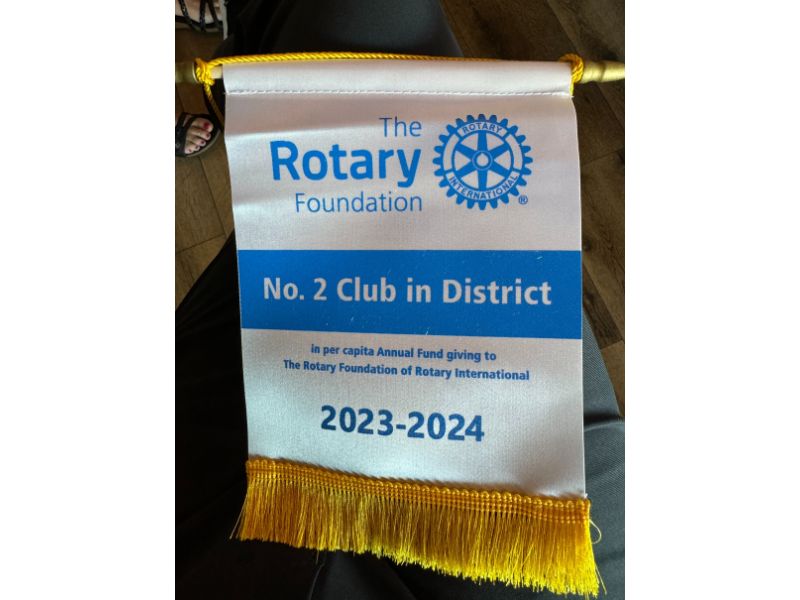 The
Rotary
Foundation
ROTARY
INTERNATIONAL
®
No. 2 Club in District
in per capita Annual Fund giving to
The Rotary Foundation of Rotary International
2023-2024